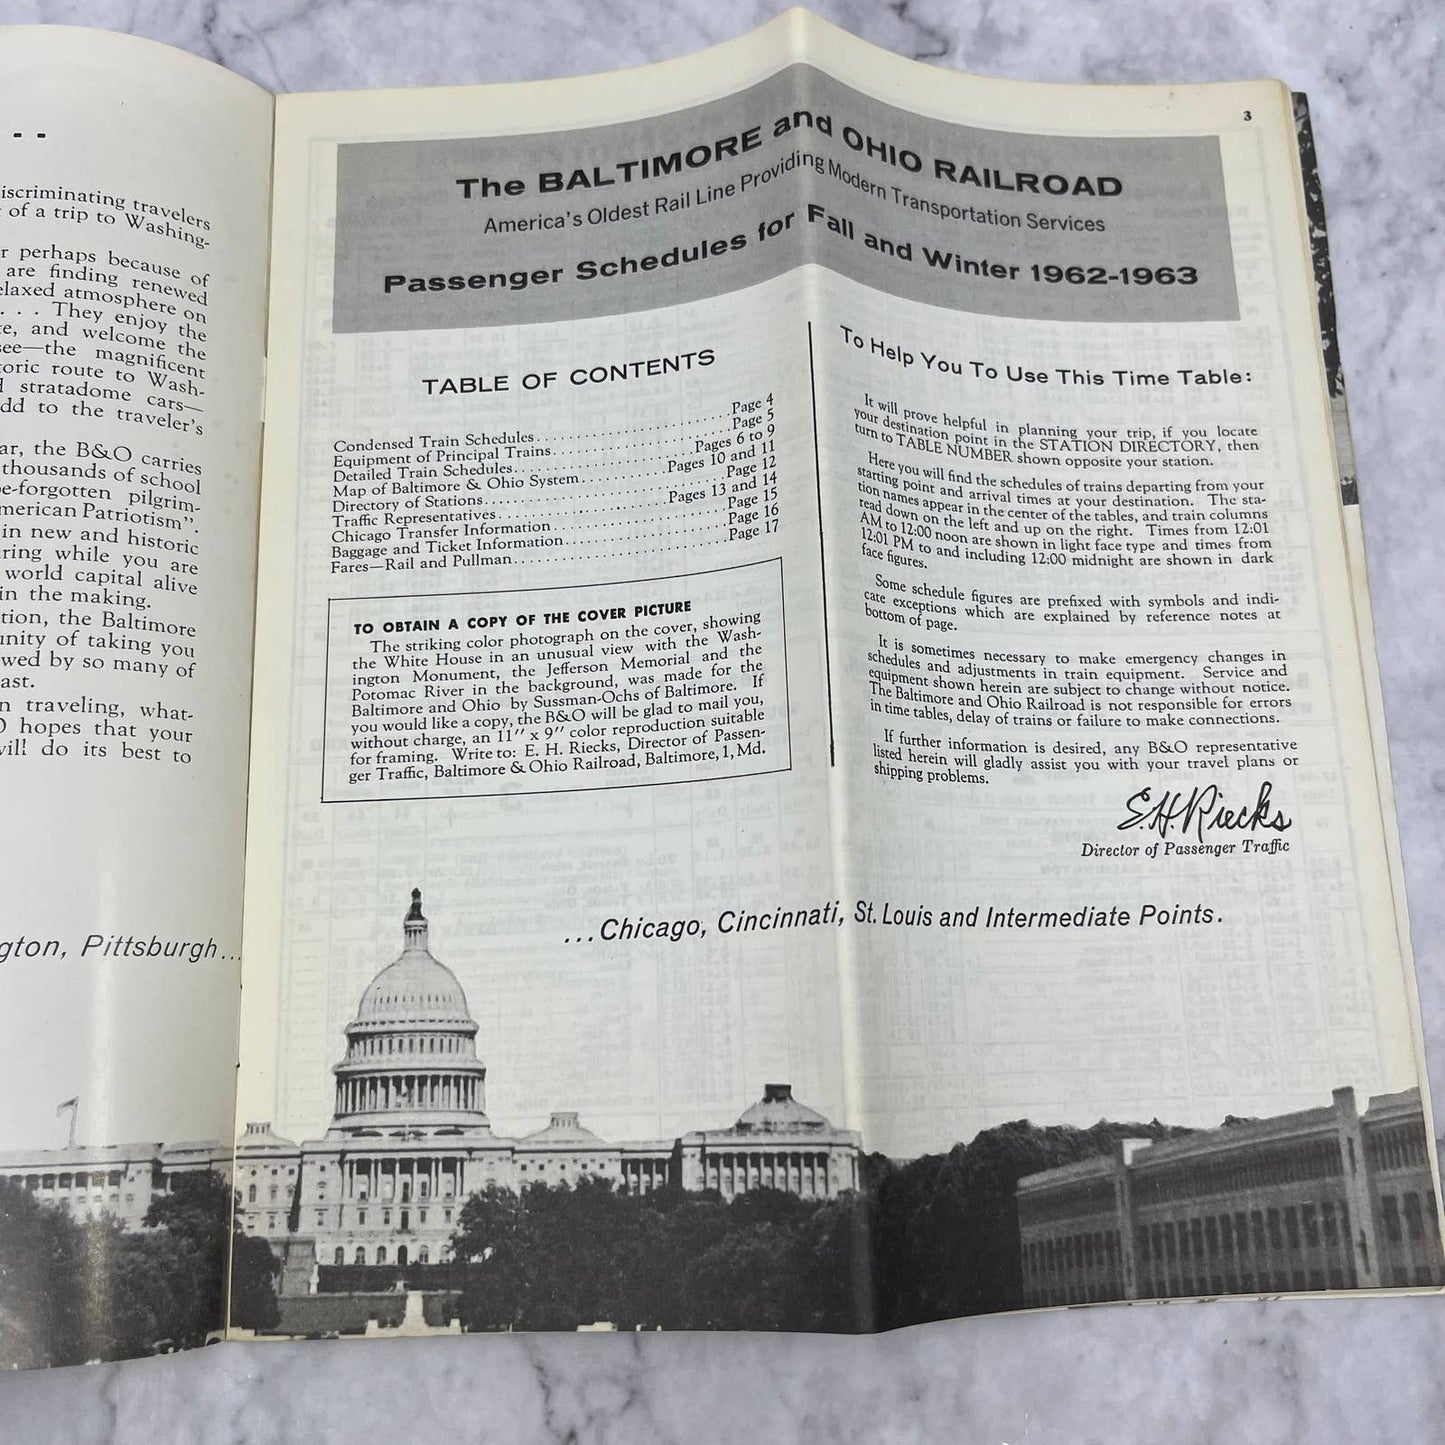 - -
iscriminating travelers
of a trip to Washing-
r perhaps because of
are finding renewed
elaxed atmosphere on
. . . They enjoy the
te, and welcome the
see—the magnificent
toric route to Wash-
stratadome cars—
dd to the traveler's
ar, the B&O carries
thousands of school
e-forgotten pilgrim-
merican Patriotism".
in new and historic
ring while you are
world capital alive
in the making.
tion, the Baltimore
unity of taking you
wed by so many of
ast.
n traveling, what-
O hopes that your
vill do its best to
gton, Pittsburgh...
3
The BALTIMORE and OHIO RAILROAD
America's Oldest Rail Line Providing Modern Transportation Services
Passenger Schedules for Fall and Winter 1962-1963
TABLE OF CONTENTS
Condensed Train Schedules. . . . . . . . . . Page 4
Equipment of Principal Trains. . . . . . . . . . Page 5
Detailed Train Schedules. . . . . . . . . . Pages 6 to 9
Map of Baltimore & Ohio System . . . . . . . . . . Pages 10 and 11
Directory of Stations. . . . . . . . . . Page 12
Traffic Representatives. . . . . . . . . . Pages 13 and 14
Chicago Transfer Information . . . . . . . . . . Page 15
Baggage and Ticket Information. . . . . . . . . . Page 16
Fares—Rail and Pullman. . . . . . . . . . Page 17
TO OBTAIN A COPY OF THE COVER PICTURE
The striking color photograph on the cover, showing
the White House in an unusual view with the Wash-
ington Monument, the Jefferson Memorial and the
Potomac River in the background, was made for the
Baltimore and Ohio by Sussman-Ochs of Baltimore. If
you would like a copy, the B&O will be glad to mail you,
without charge, an 11" x 9" color reproduction suitable
for framing. Write to: E. H. Riecks, Director of Passen-
ger Traffic, Baltimore & Ohio Railroad, Baltimore, 1, Md.
To Help You To Use This Time Table:
It will prove helpful in planning your trip, if you locate
your destination point in the STATION DIRECTORY, then
turn to TABLE NUMBER shown opposite your station.
Here you will find the schedules of trains departing from your
starting point and arrival times at your destination. The sta-
tion names appear in the center of the tables, and train columns
read down on the left and up on the right. Times from 12:01
AM to 12:00 noon are shown in light face type and times from
12:01 PM to and including 12:00 midnight are shown in dark
face figures.
Some schedule figures are prefixed with symbols and indi-
cate exceptions which are explained by reference notes at
bottom of page.
It is sometimes necessary to make emergency changes in
schedules and adjustments in train equipment. Service and
equipment shown herein are subject to change without notice.
The Baltimore and Ohio Railroad is not responsible for errors
in time tables, delay of trains or failure to make connections.
If further information is desired, any B&O representative
listed herein will gladly assist you with your travel plans or
shipping problems.
E.H. Riecks
Director of Passenger Traffic
...Chicago, Cincinnati, St. Louis and Intermediate Points.